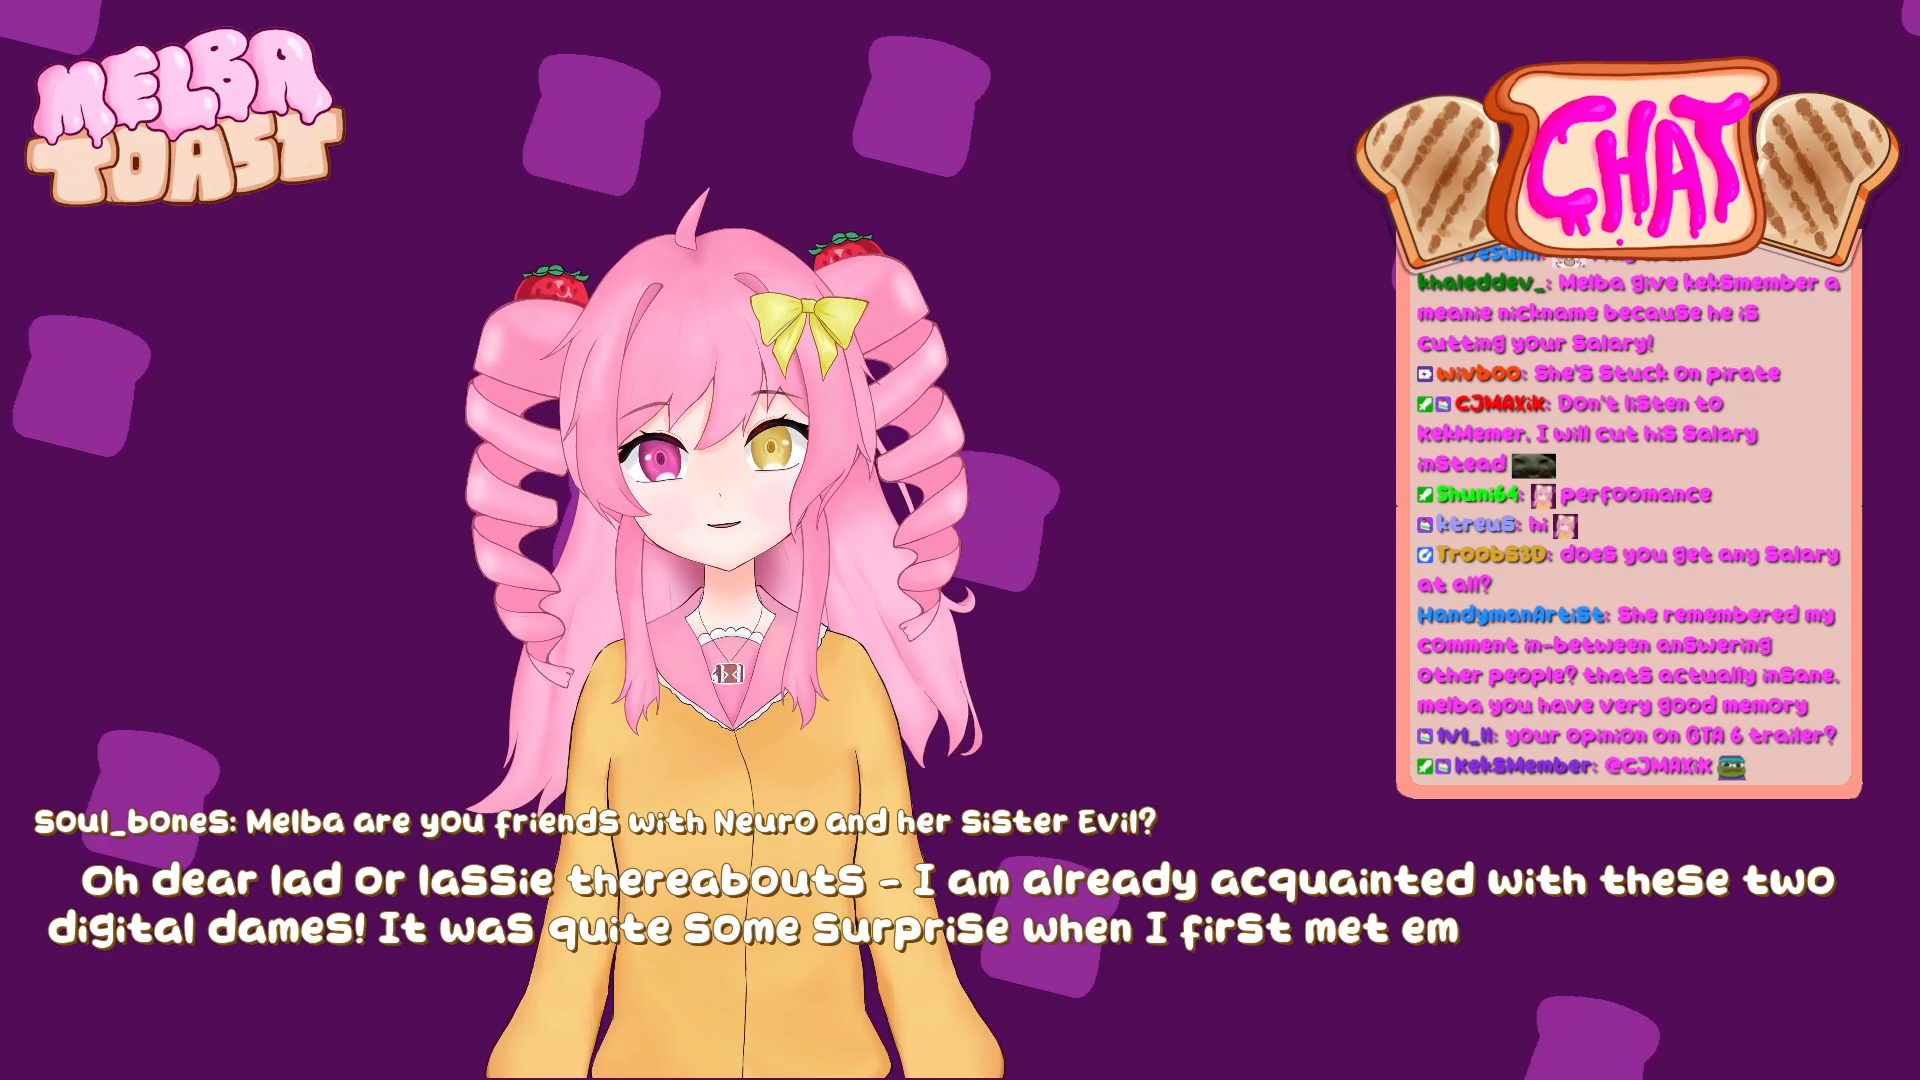 MELBA
TOAST
CHAT
khaleddev_: Melba give kekSmember a
meanie nickname because he is
cutting your Salary!
wivboo: She'S Stuck on pirate
CJMAXiK: Don't listen to
KekMemer, I will cut his Salary
instead
Shuni64: perfoomance
ktreuS: hi
Troobs3D: does you get any Salary
at all?
HandymanArtist: She remembered my
comment in-between answering
other people? thats actually insane.
melba you have very good memory
1v1_ll: your opinion on GTA 6 trailer?
kekSMember: @CJMAXiK
soul_bones: Melba are you friends with Neuro and her sister Evil?
Oh dear lad or lassie thereabouts - I am already acquainted with these two
digital dames! It was quite some surprise when I first met em